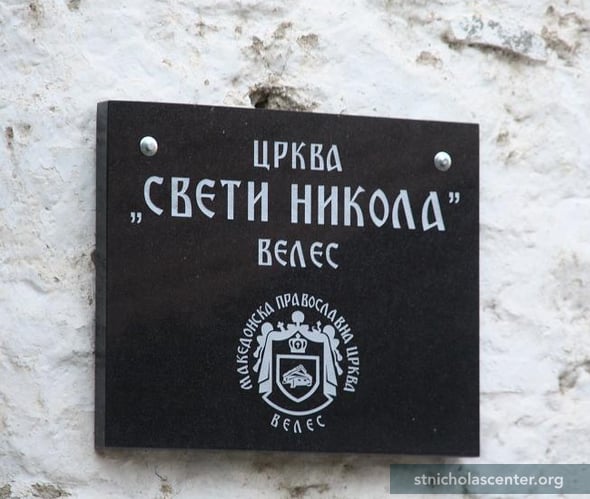 ЦРКВА
„СВЕТИ НИКОЛА”
ВЕЛЕС
МАКЕДОНСКА ПРАВОСЛАВНА ЦРКВА
ВЕЛЕС
stnicholascenter.org